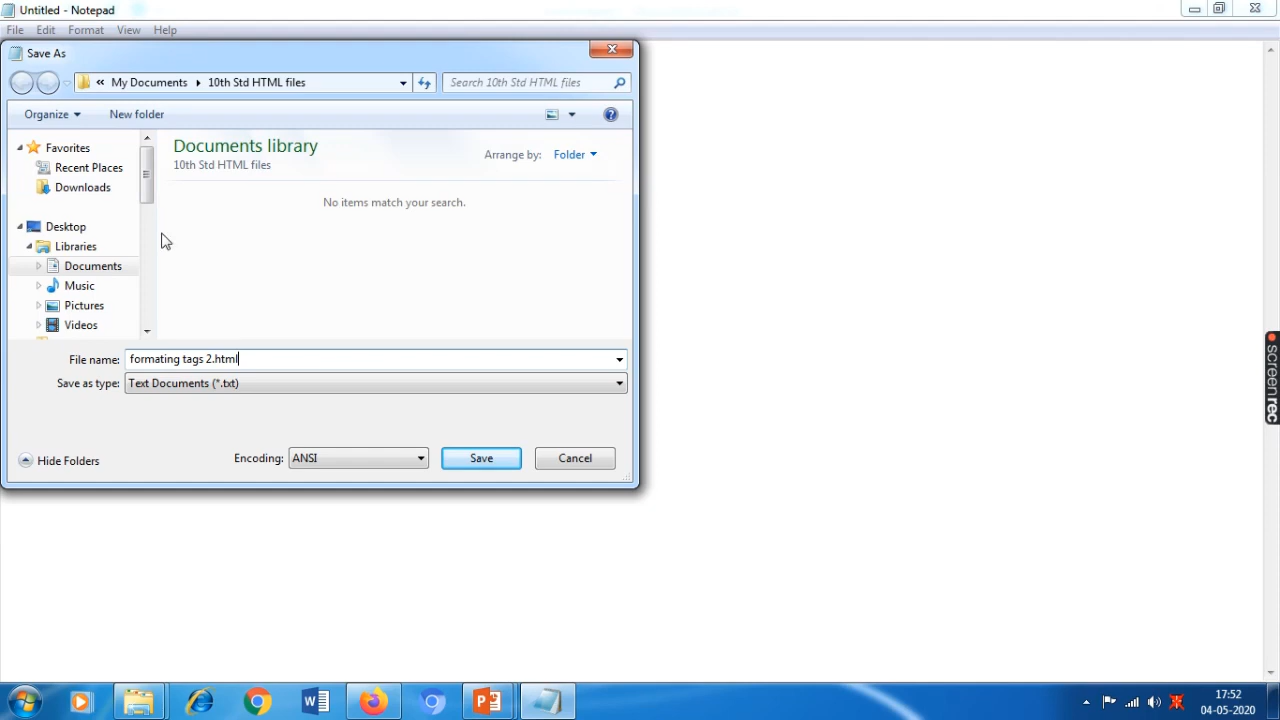 Untitled - Notepad
File Edit Format View Help
Save As
« My Documents 10th Std HTML files
Search 10th Std HTML files
Organize New folder
Favorites
Recent Places
Downloads
Desktop
Libraries
Documents
Music
Pictures
Videos
Documents library
10th Std HTML files
Arrange by: Folder
No items match your search.
File name: formating tags 2.html
Save as type: Text Documents (*.txt)
Hide Folders
Encoding: ANSI
Save
Cancel
screenrec
17:52
04-05-2020